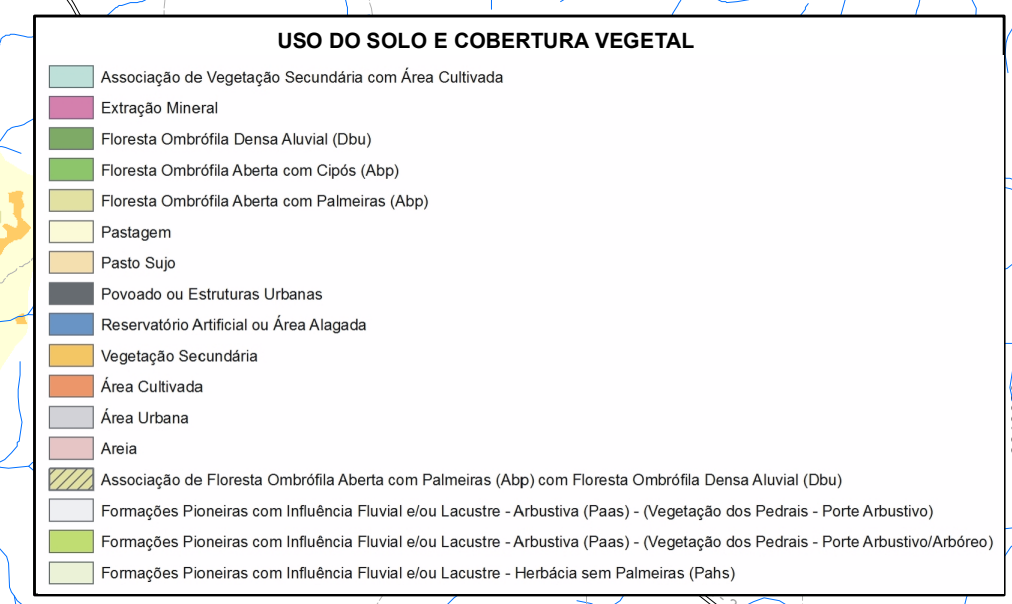 USO DO SOLO E COBERTURA VEGETAL
Associação de Vegetação Secundária com Área Cultivada
Extração Mineral
Floresta Ombrófila Densa Aluvial (Dbu)
Floresta Ombrófila Aberta com Cipós (Abp)
Floresta Ombrófila Aberta com Palmeiras (Abp)
Pastagem
Pasto Sujo
Povoado ou Estruturas Urbanas
Reservatório Artificial ou Área Alagada
Vegetação Secundária
Área Cultivada
Área Urbana
Areia
Associação de Floresta Ombrófila Aberta com Palmeiras (Abp) com Floresta Ombrófila Densa Aluvial (Dbu)
Formações Pioneiras com Influência Fluvial e/ou Lacustre - Arbustiva (Paas) - (Vegetação dos Pedrais - Porte Arbustivo)
Formações Pioneiras com Influência Fluvial e/ou Lacustre - Arbustiva (Paas) - (Vegetação dos Pedrais - Porte Arbustivo/Arbóreo)
Formações Pioneiras com Influência Fluvial e/ou Lacustre - Herbácia sem Palmeiras (Pahs)